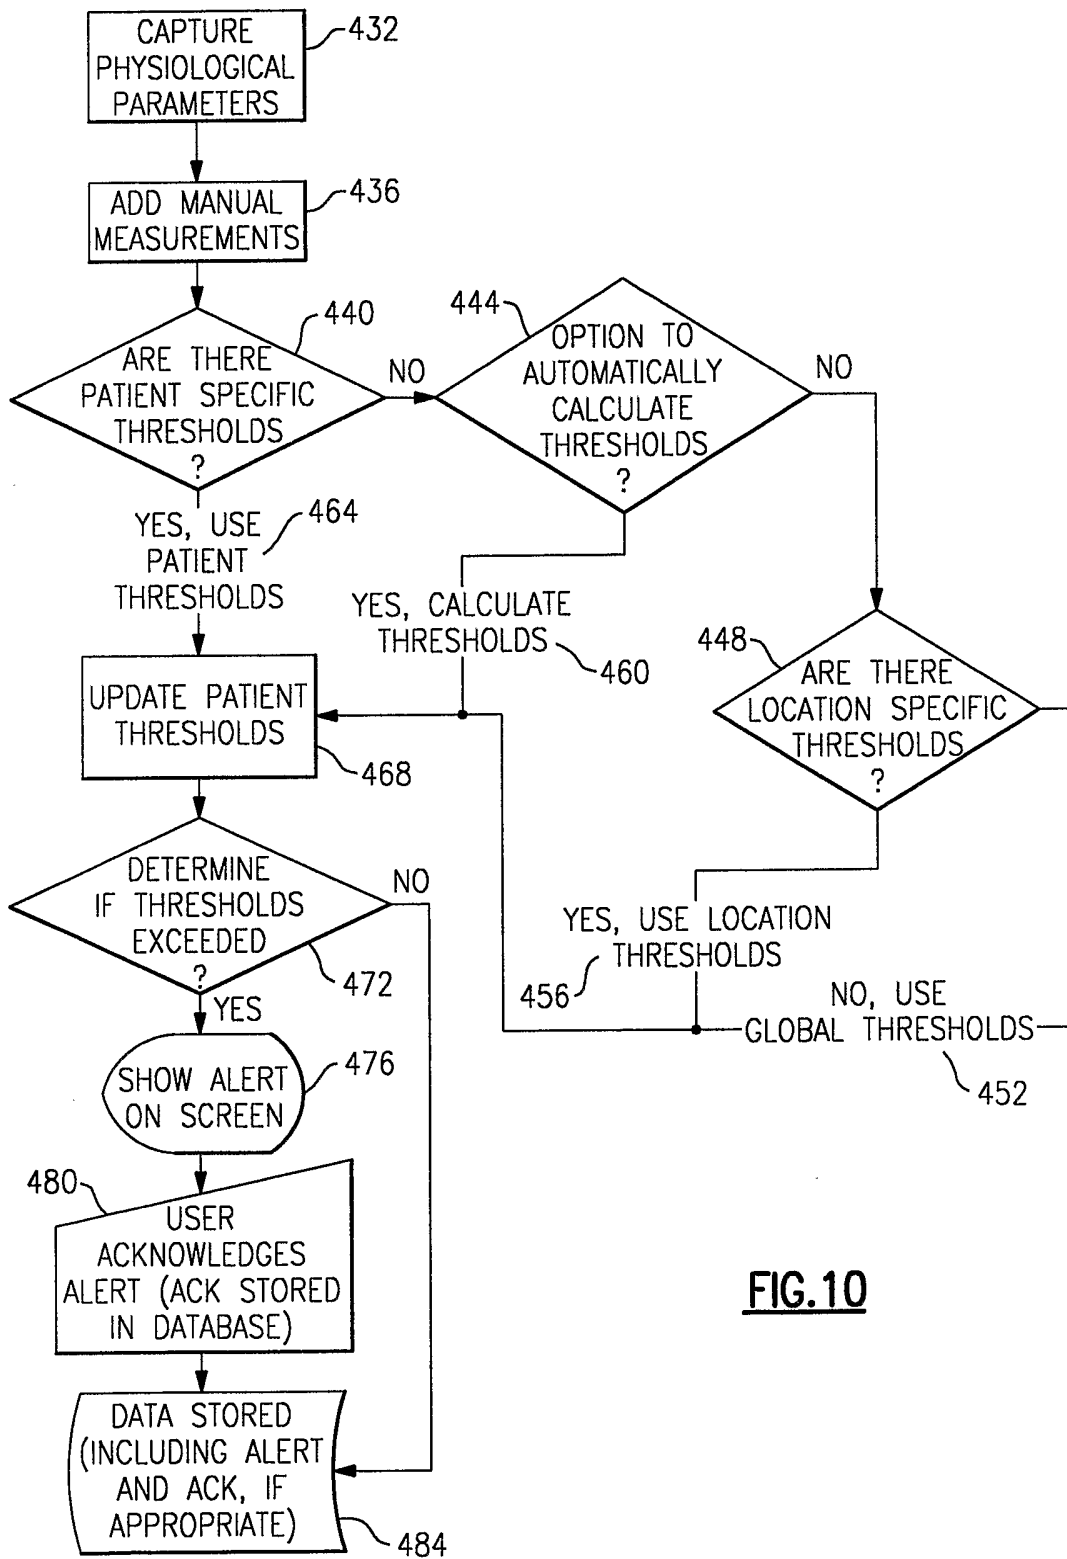 CAPTURE
PHYSIOLOGICAL
PARAMETERS
432
ADD MANUAL
MEASUREMENTS
436
ARE THERE
PATIENT SPECIFIC
THRESHOLDS
?
440
NO
OPTION TO
AUTOMATICALLY
CALCULATE
THRESHOLDS
?
444
NO
YES, USE
PATIENT
THRESHOLDS
464
YES, CALCULATE
THRESHOLDS
460
448
ARE THERE
LOCATION SPECIFIC
THRESHOLDS
?
UPDATE PATIENT
THRESHOLDS
468
DETERMINE
IF THRESHOLDS
EXCEEDED
?
472
NO
YES
YES, USE LOCATION
THRESHOLDS
456
NO, USE
GLOBAL THRESHOLDS
452
SHOW ALERT
ON SCREEN
476
480
USER
ACKNOWLEDGES
ALERT (ACK STORED
IN DATABASE)
DATA STORED
(INCLUDING ALERT
AND ACK, IF
APPROPRIATE)
484
FIG.10